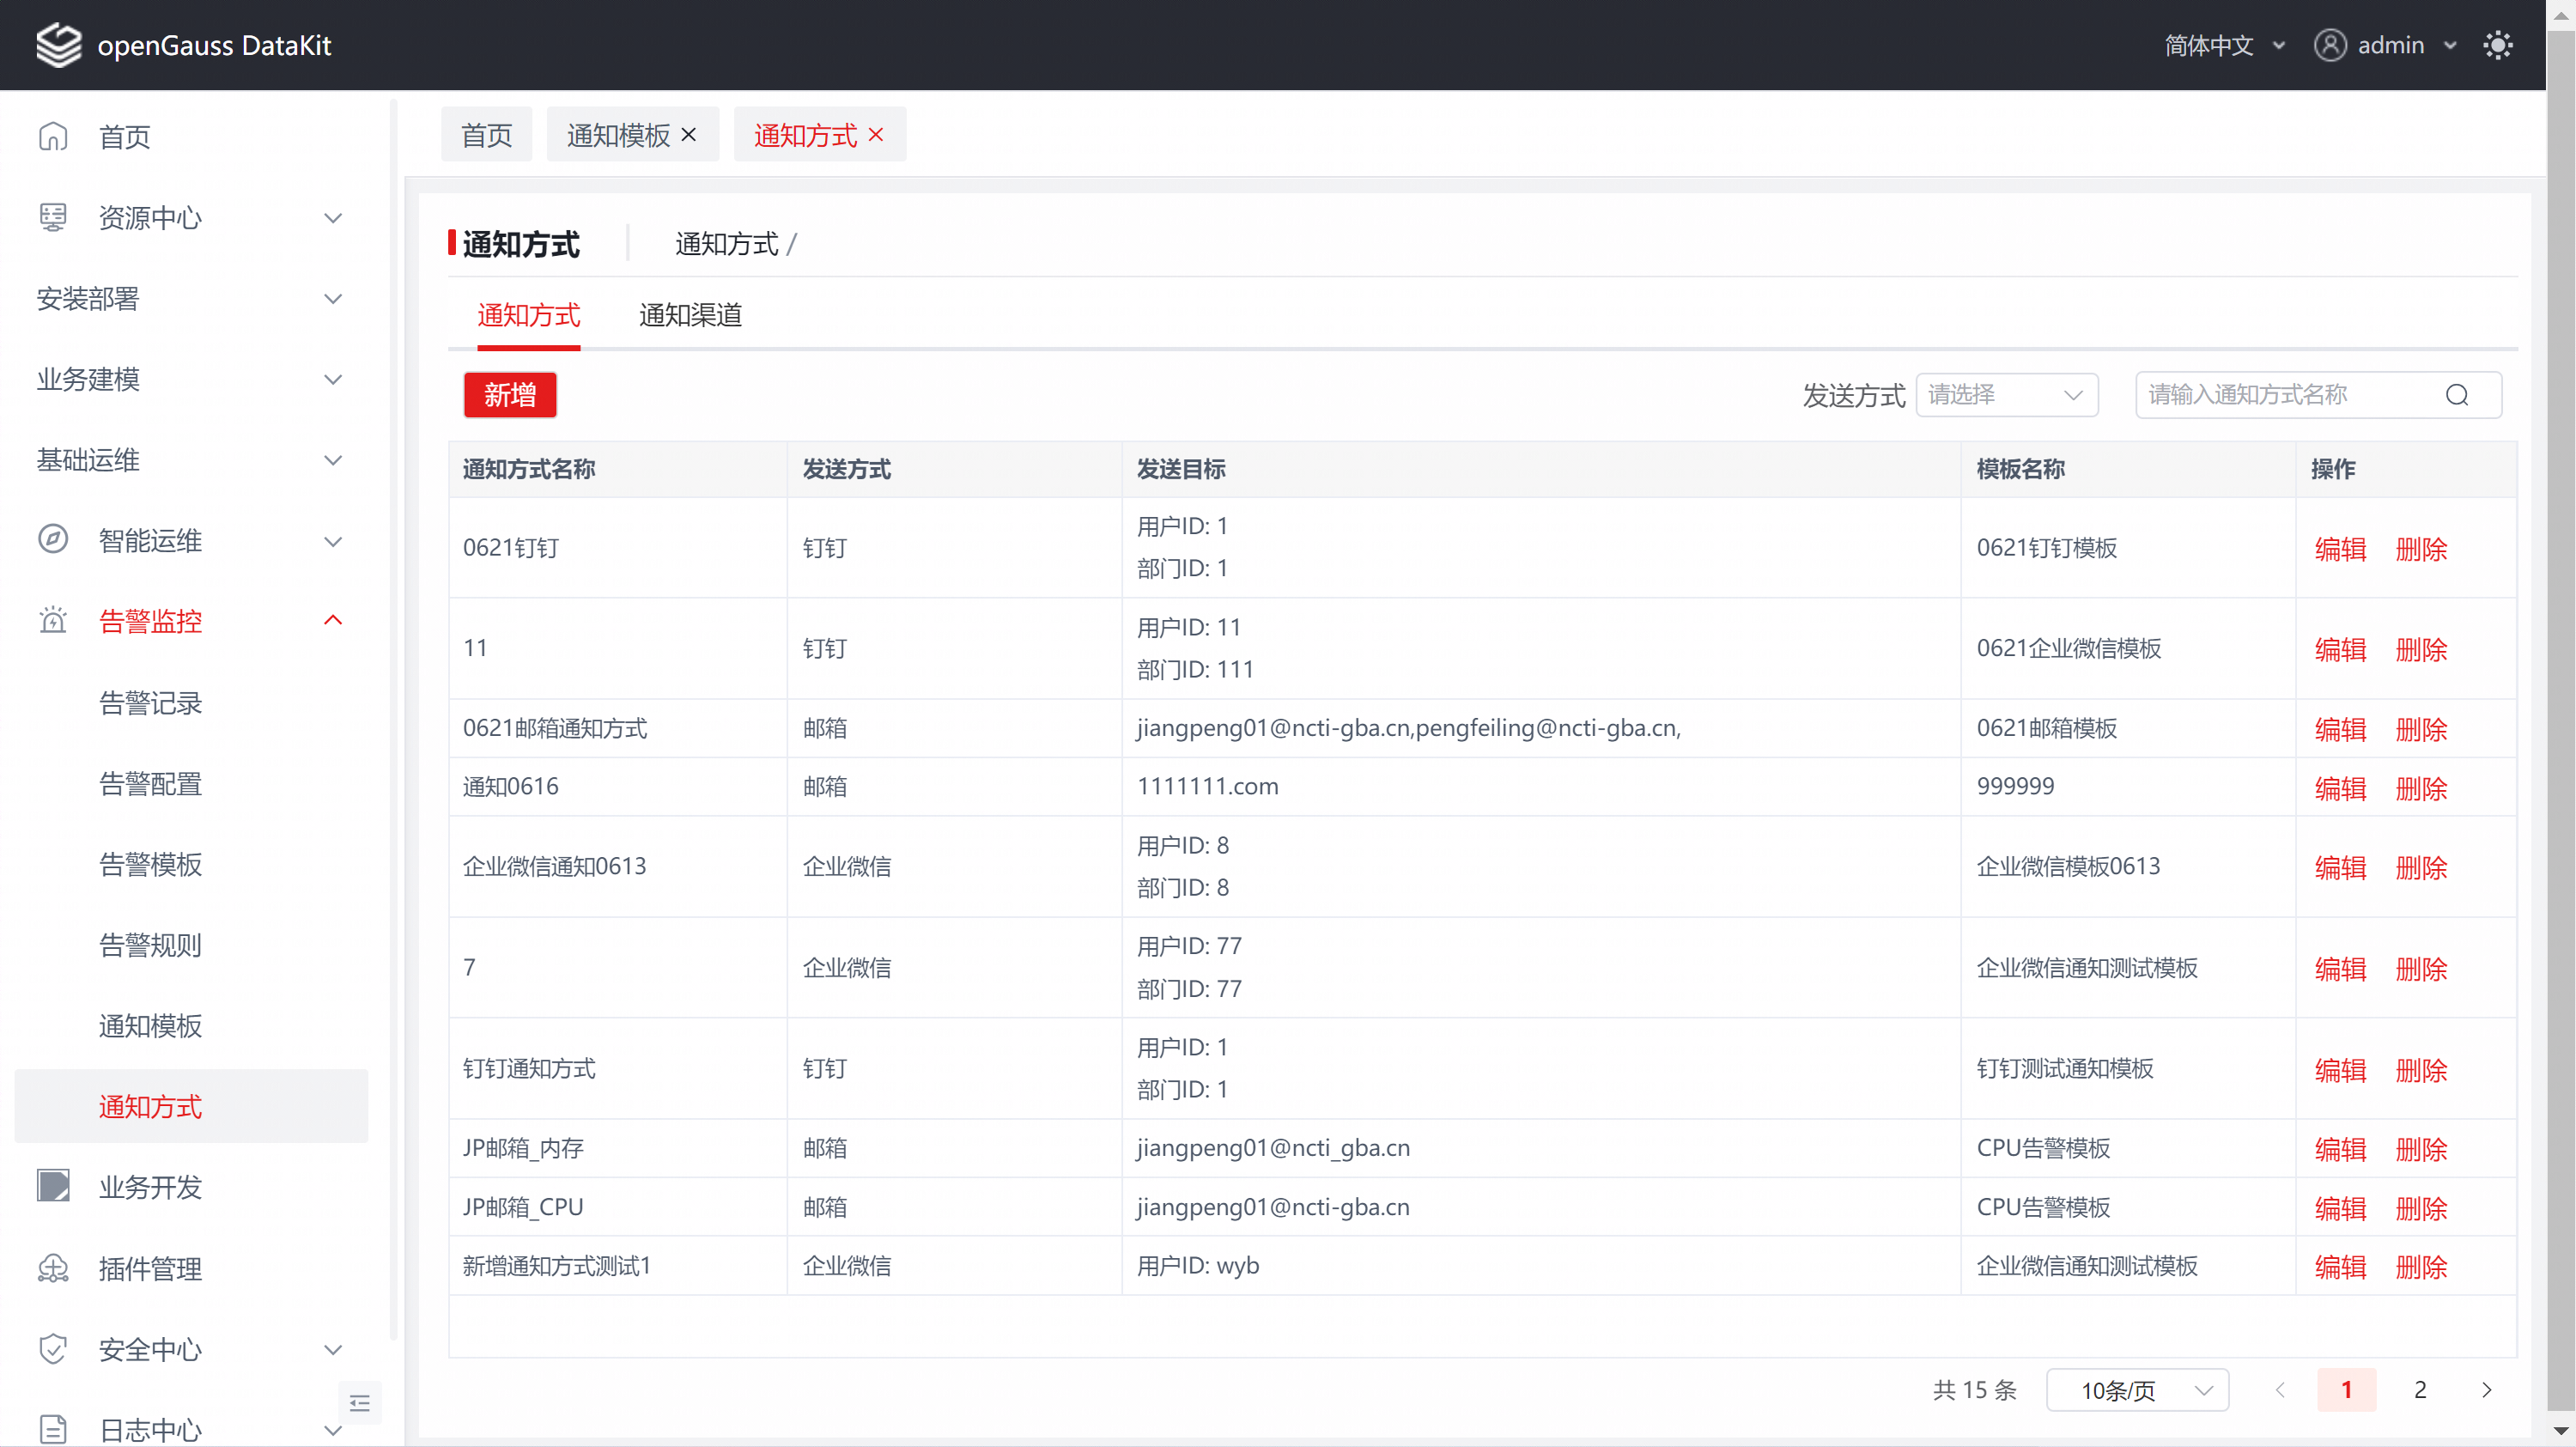 openGauss DataKit
简体中文
admin
首页
资源中心
安装部署
业务建模
基础运维
智能运维
告警监控
告警记录
告警配置
告警模板
告警规则
通知模板
通知方式
业务开发
插件管理
安全中心
日志中心
首页
通知模板
通知方式
通知方式
通知方式 /
通知方式
通知渠道
新增
发送方式
请选择
请输入通知方式名称
通知方式名称 发送方式 发送目标 模板名称 操作
0621钉钉 钉钉 用户ID: 1
部门ID: 1 0621钉钉模板 编辑 删除
11 钉钉 用户ID: 11
部门ID: 111 0621企业微信模板 编辑 删除
0621邮箱通知方式 邮箱 jiangpeng01@ncti-gba.cn,pengfeiling@ncti-gba.cn, 0621邮箱模板 编辑 删除
通知0616 邮箱 1111111.com 999999 编辑 删除
企业微信通知0613 企业微信 用户ID: 8
部门ID: 8 企业微信模板0613 编辑 删除
7 企业微信 用户ID: 77
部门ID: 77 企业微信通知测试模板 编辑 删除
钉钉通知方式 钉钉 用户ID: 1
部门ID: 1 钉钉测试通知模板 编辑 删除
JP邮箱_内存 邮箱 jiangpeng01@ncti_gba.cn CPU告警模板 编辑 删除
JP邮箱_CPU 邮箱 jiangpeng01@ncti-gba.cn CPU告警模板 编辑 删除
新增通知方式测试1 企业微信 用户ID: wyb 企业微信通知测试模板 编辑 删除
共 15 条 10条/页 1 2